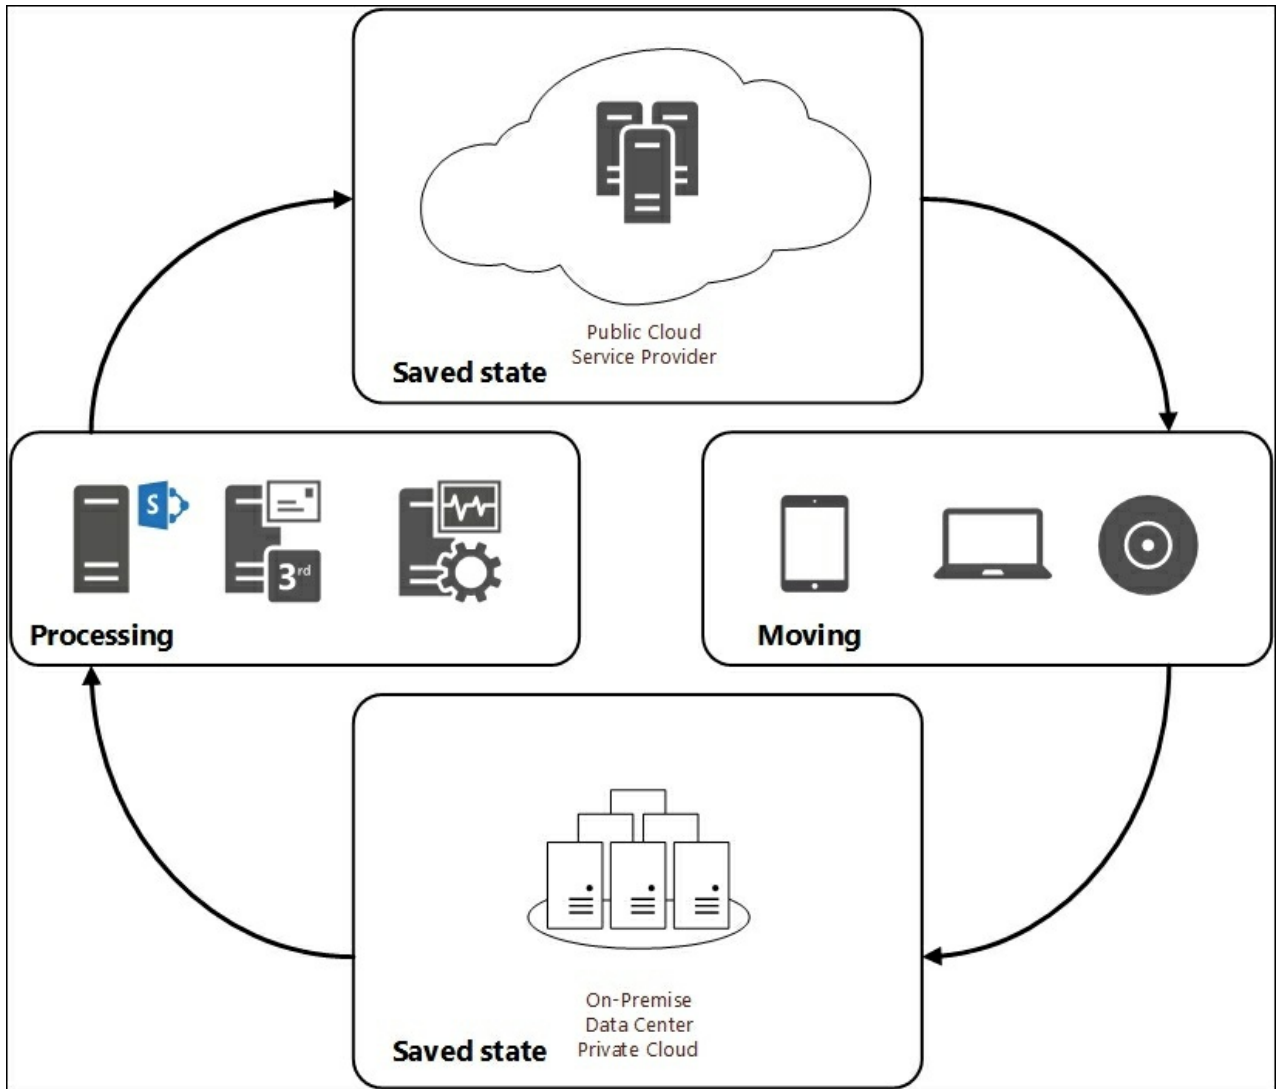 Public Cloud
Service Provider
Saved state
S
3rd
Processing
Moving
On-Premise
Data Center
Private Cloud
Saved state